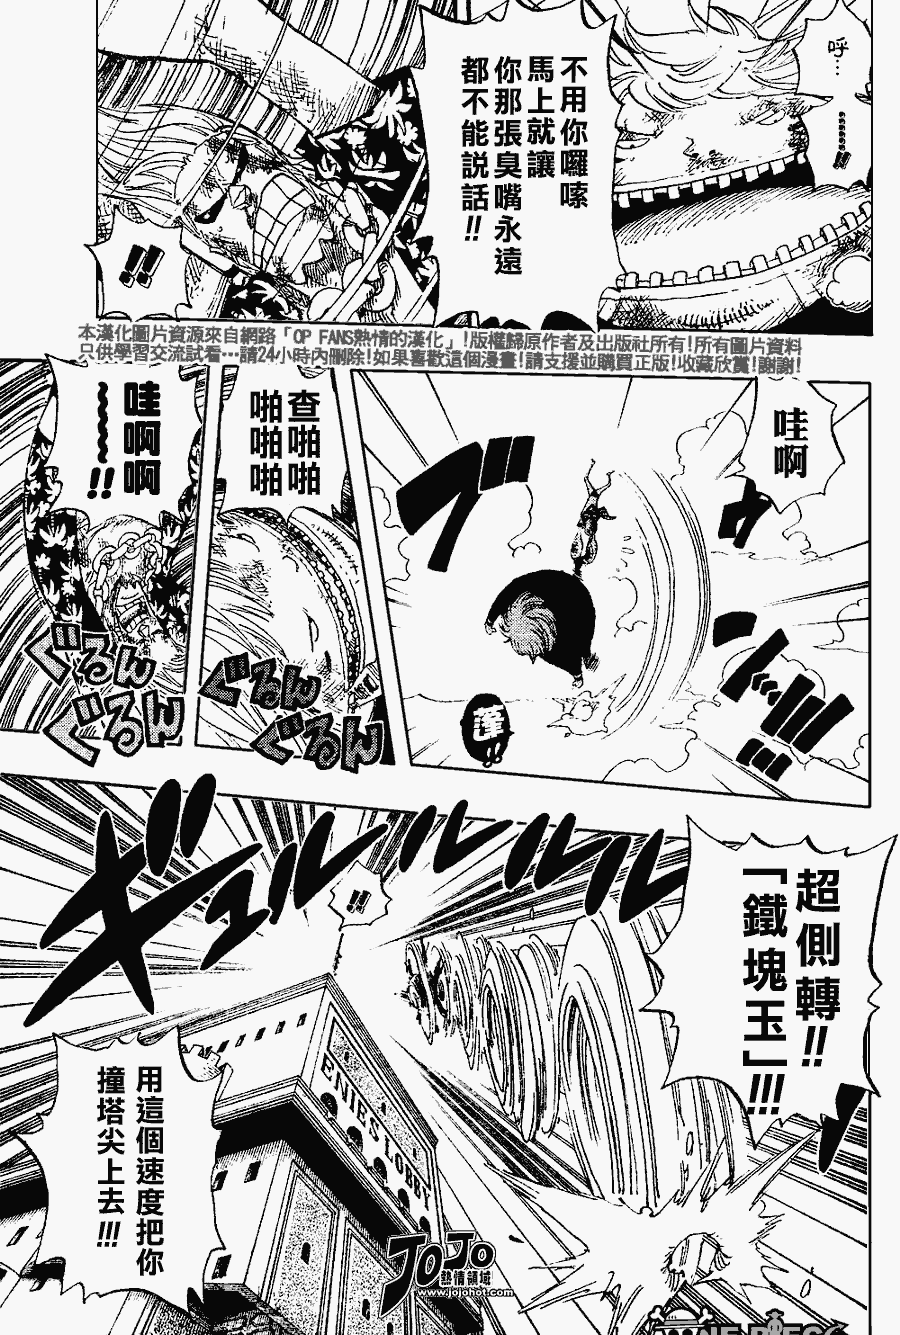 呼…
…………!!
不用你囉嗦
馬上就讓
你那張臭嘴永遠
都不能説話!!
!!
本漢化圖片資源來自網路「OP FANS熱情的漢化」!版權歸原作者及出版社所有!所有圖片資料
只供學習交流試看…請24小時內刪除!如果喜歡這個漫畫!請支援並購買正版!收藏欣賞!謝謝!
哇啊
ブオッ
蓬!!
查啪啪
啪啪啪
啪啪啪
ぐるん
ぐるん
哇啊啊
啊啊
~~~~!!
ぐるん
ぐるん
超側轉!!
「鐵塊玉」!!!
ギュルルルルル
!!
ENIES LOBBY
用這個速度把你
撞塔尖上去!!!
JOJO
熱情領域
www.jojohot.com